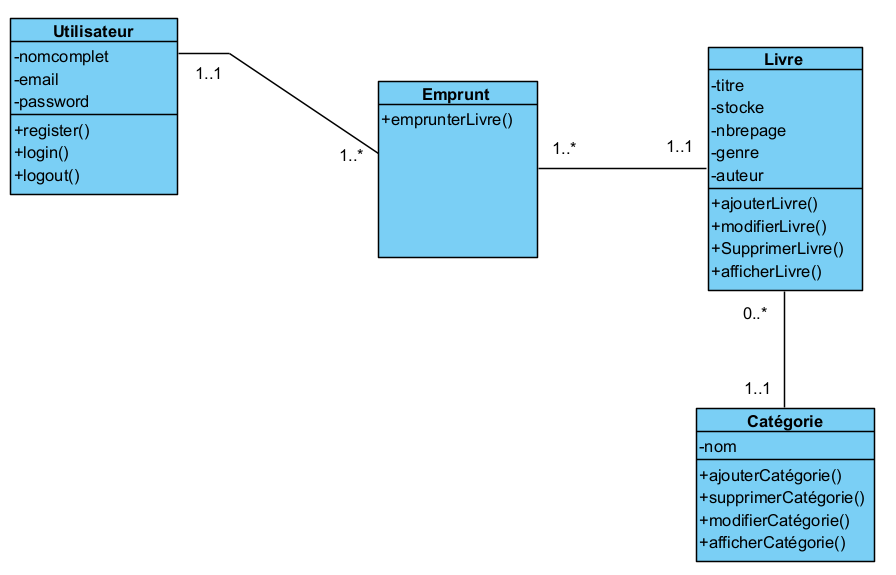 Utilisateur
-nomcomplet
-email
-password
+register()
+login()
+logout()
1..1
1..*
Emprunt
+emprunterLivre()
1..*
1..1
Livre
-titre
-stocke
-nbrepage
-genre
-auteur
+ajouterLivre()
+modifierLivre()
+SupprimerLivre()
+afficherLivre()
0..*
1..1
Catégorie
-nom
+ajouterCatégorie()
+supprimerCatégorie()
+modifierCatégorie()
+afficherCatégorie()